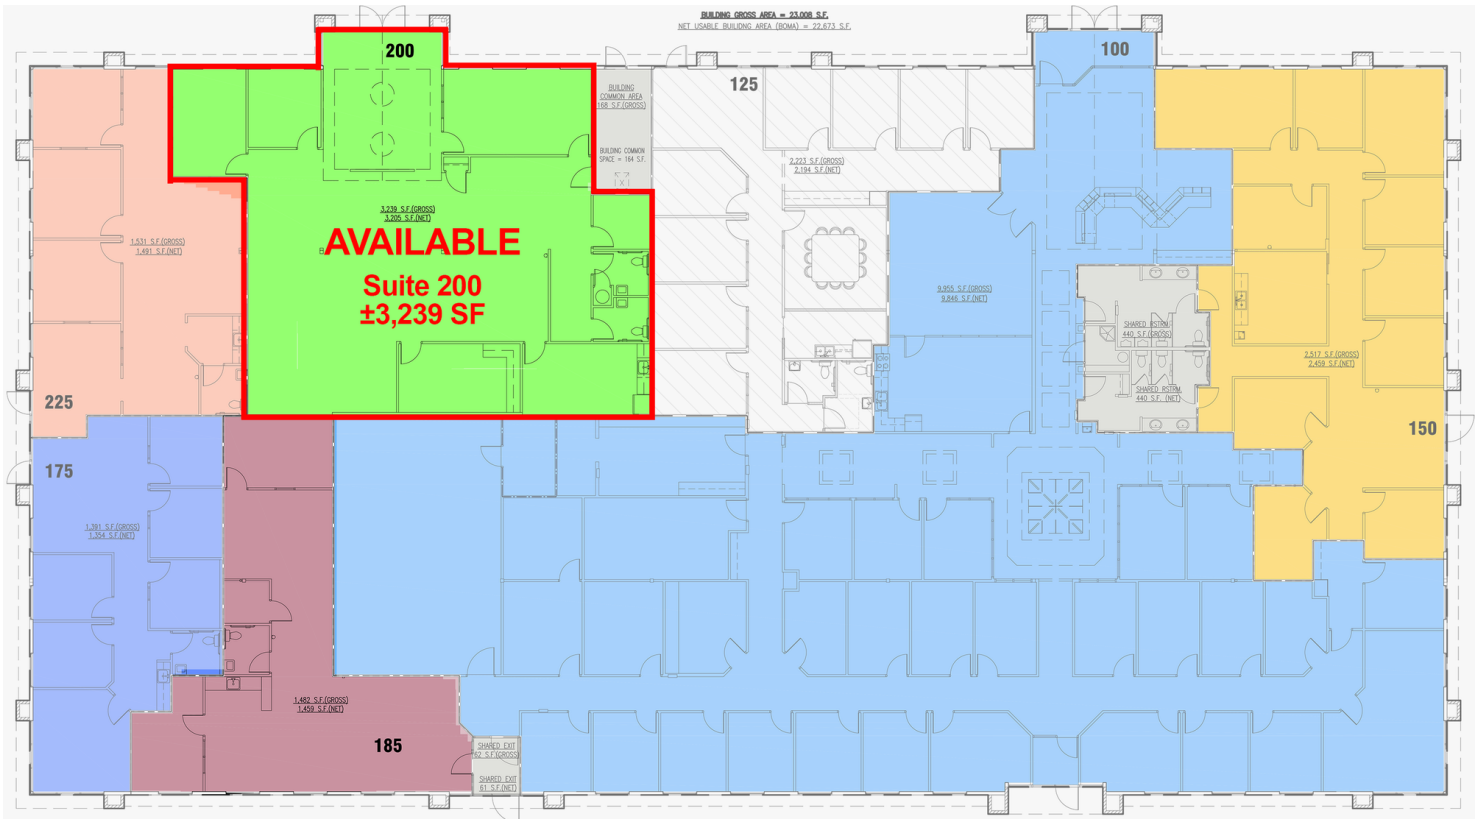 BUILDING GROSS AREA = 23,008 S.F.
NET USABLE BUILIDNG AREA (BOMA) = 22,673 S.F.
200
100
125
BUILDING
COMMON AREA
168 S.F.(GROSS)
BUILDING COMMON
SPACE = 164 S.F.
2,223 S.F.(GROSS)
2,194 S.F.(NET)
3,239 S.F.(GROSS)
3,205 S.F.(NET)
AVAILABLE
Suite 200
±3,239 SF
1,531 S.F.(GROSS)
1,491 S.F.(NET)
9,955 S.F.(GROSS)
9,846 S.F.(NET)
SHARED RSTRM.
440 S.F.(GROSS)
SHARED RSTRM.
440 S.F. (NET)
2,517 S.F.(GROSS)
2,459 S.F.(NET)
225
150
175
1,391 S.F.(GROSS)
1,354 S.F.(NET)
1,482 S.F.(GROSS)
1,459 S.F.(NET)
185
SHARED EXIT
62 S.F.(GROSS)
SHARED EXIT
61 S.F.(NET)